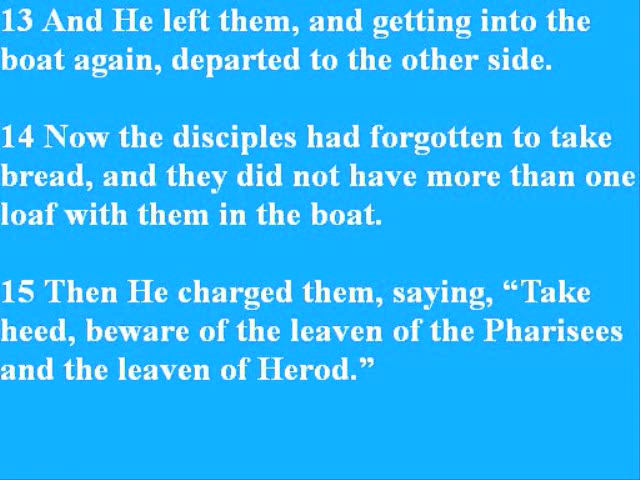 13 And He left them, and getting into the
boat again, departed to the other side.
14 Now the disciples had forgotten to take
bread, and they did not have more than one
loaf with them in the boat.
15 Then He charged them, saying, “Take
heed, beware of the leaven of the Pharisees
and the leaven of Herod.”